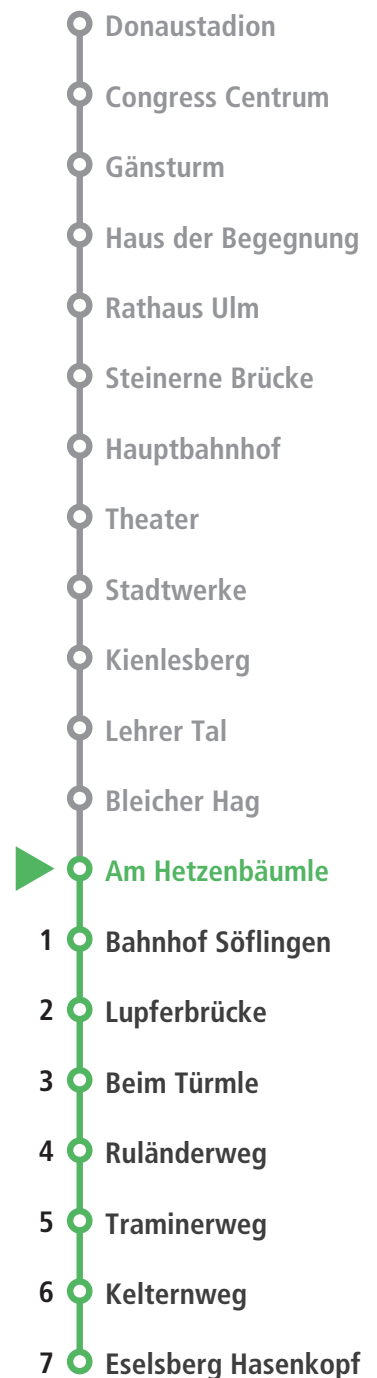 Donaustadion
Congress Centrum
Gänsturm
Haus der Begegnung
Rathaus Ulm
Steinerne Brücke
Hauptbahnhof
Theater
Stadtwerke
Kienlesberg
Lehrer Tal
Bleicher Hag
Am Hetzenbäumle
1 Bahnhof Söflingen
2 Lupferbrücke
3 Beim Türmle
4 Ruländerweg
5 Traminerweg
6 Kelternweg
7 Eselsberg Hasenkopf